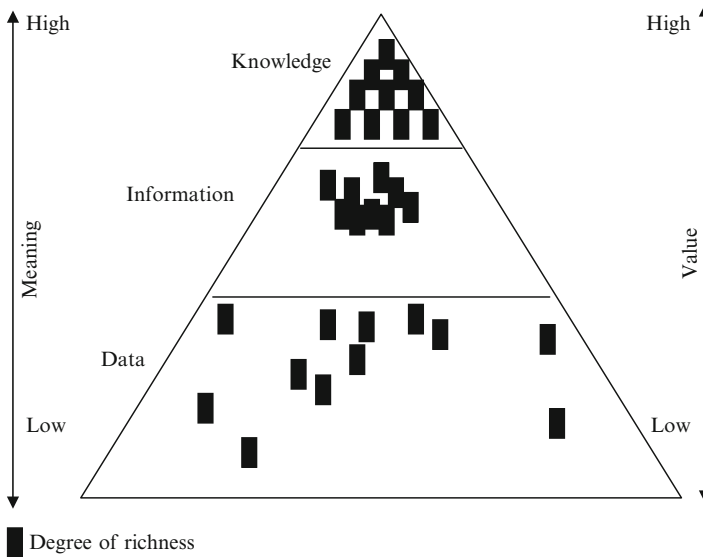 High
High
Knowledge
Information
Meaning
Value
Data
Low
Low
Degree of richness